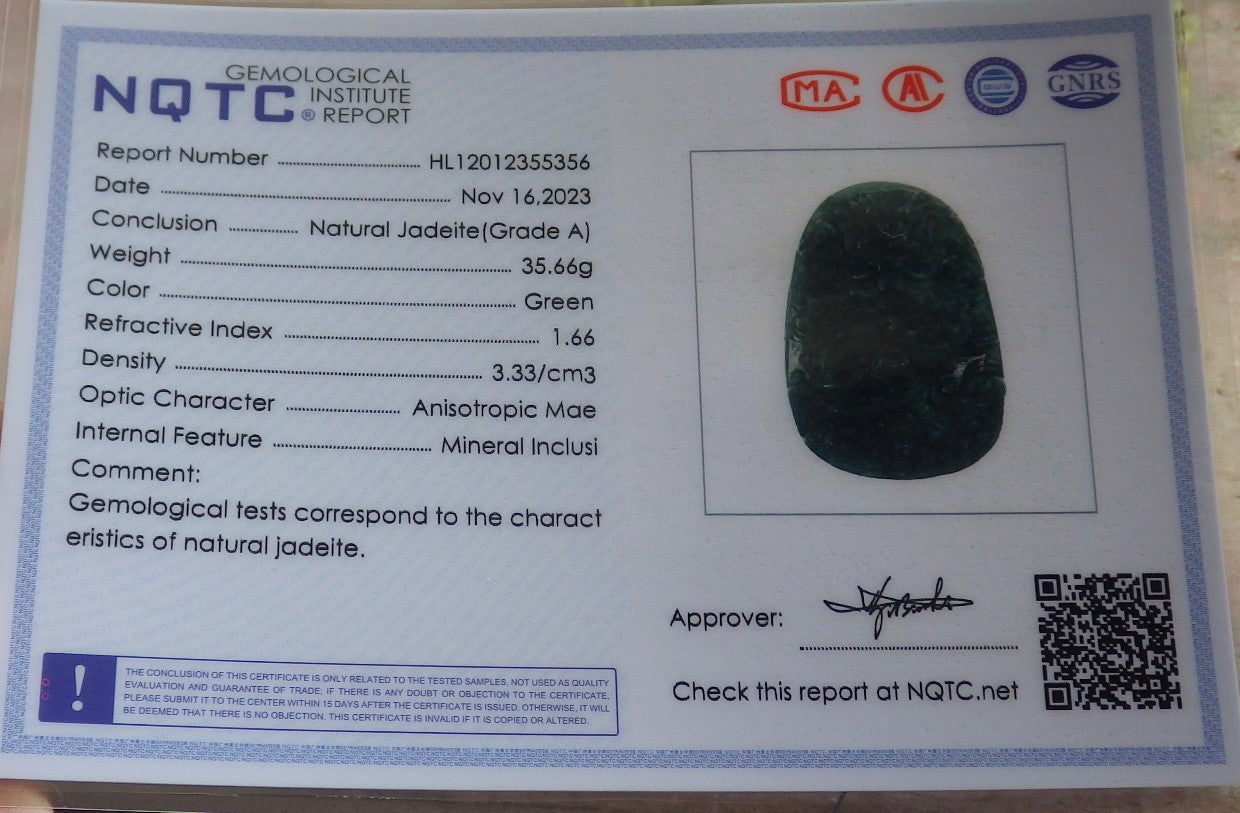 NQTC® GEMOLOGICAL INSTITUTE REPORT
Report Number HL12012355356
Date Nov 16,2023
Conclusion Natural Jadeite(Grade A)
Weight 35.66g
Color Green
Refractive Index 1.66
Density 3.33/cm3
Optic Character Anisotropic Mae
Internal Feature Mineral Inclusi
Comment:
Gemological tests correspond to the charact
eristics of natural jadeite.
! THE CONCLUSION OF THIS CERTIFICATE IS ONLY RELATED TO THE TESTED SAMPLES, NOT USED AS QUALITY
EVALUATION AND GUARANTEE OF TRADE; IF THERE IS ANY DOUBT OR OBJECTION TO THE CERTIFICATE,
PLEASE SUBMIT IT TO THE CENTER WITHIN 15 DAYS AFTER THE CERTIFICATE IS ISSUED. OTHERWISE, IT WILL
BE DEEMED THAT THERE IS NO OBJECTION. THIS CERTIFICATE IS INVALID IF IT IS COPIED OR ALTERED.
MA
GNRS
Approver:
Check this report at NQTC.net